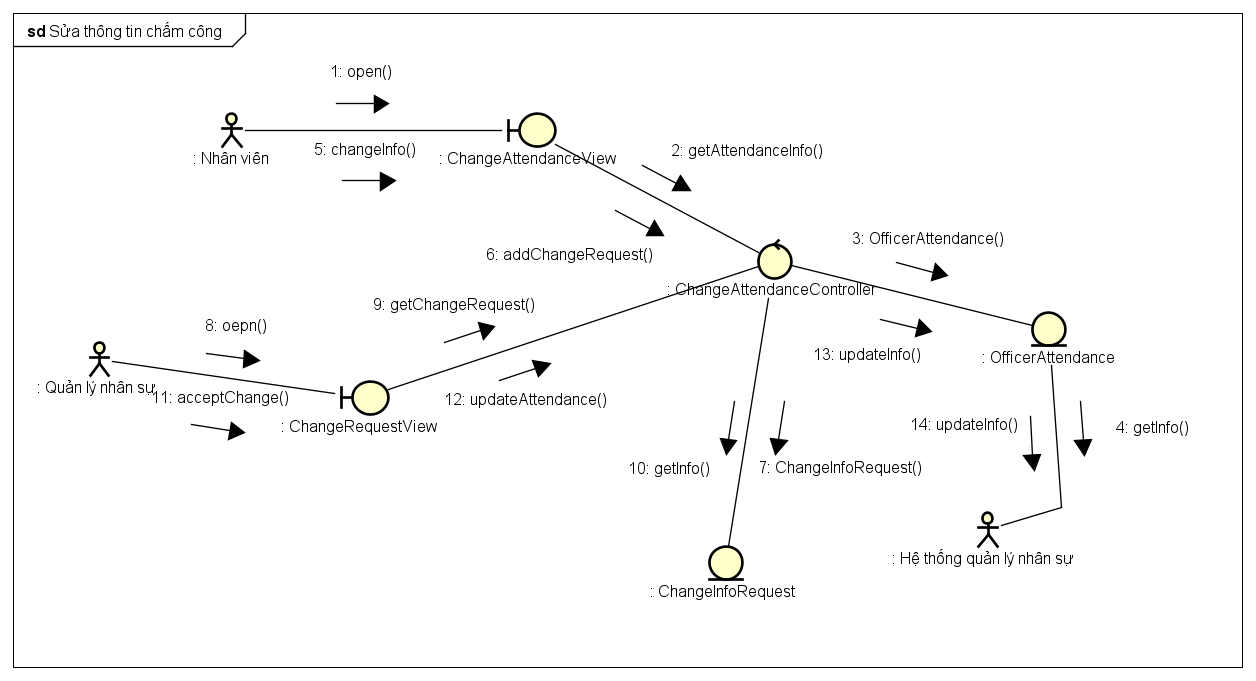 sd Sửa thông tin chấm công
1: open()
5: changeInfo()
: Nhân viên
: ChangeAttendanceView
2: getAttendanceInfo()
6: addChangeRequest()
3: OfficerAttendance()
: ChangeAttendanceController
9: getChangeRequest()
8: oepn()
13: updateInfo()
: OfficerAttendance
: Quản lý nhân sự
11: acceptChange()
12: updateAttendance()
: ChangeRequestView
14: updateInfo()
4: getInfo()
10: getInfo()
7: ChangeInfoRequest()
: Hệ thống quản lý nhân sự
: ChangeInfoRequest